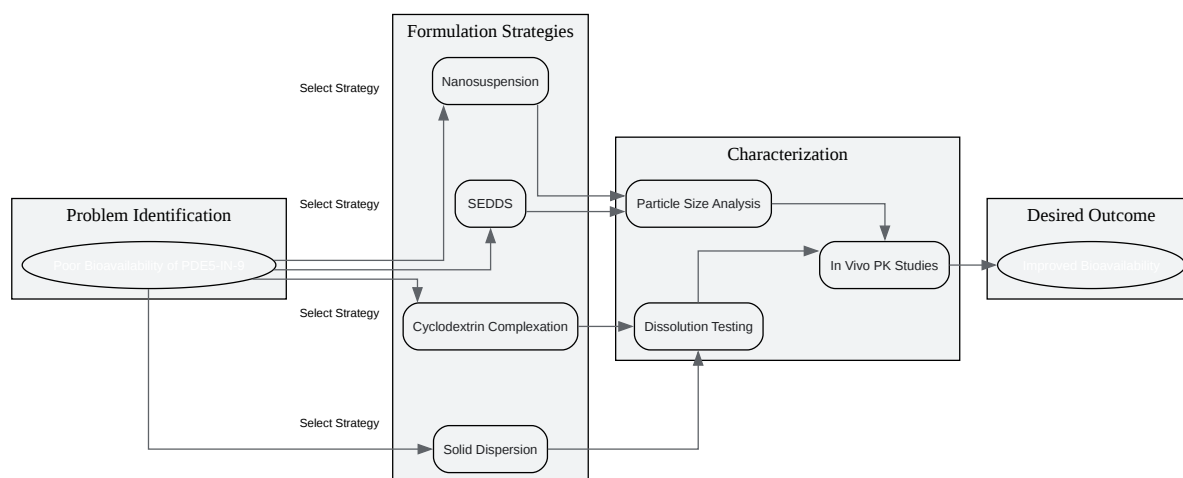 Formulation Strategies
Nanosuspension
Select Strategy
Characterization
Select Strategy
SEDDS
Particle Size Analysis
Problem Identification
Desired Outcome
Poor Bioavailability of PDE5-IN-9
In Vivo PK Studies
Improved Bioavailability
Select Strategy
Cyclodextrin Complexation
Dissolution Testing
Select Strategy
Solid Dispersion